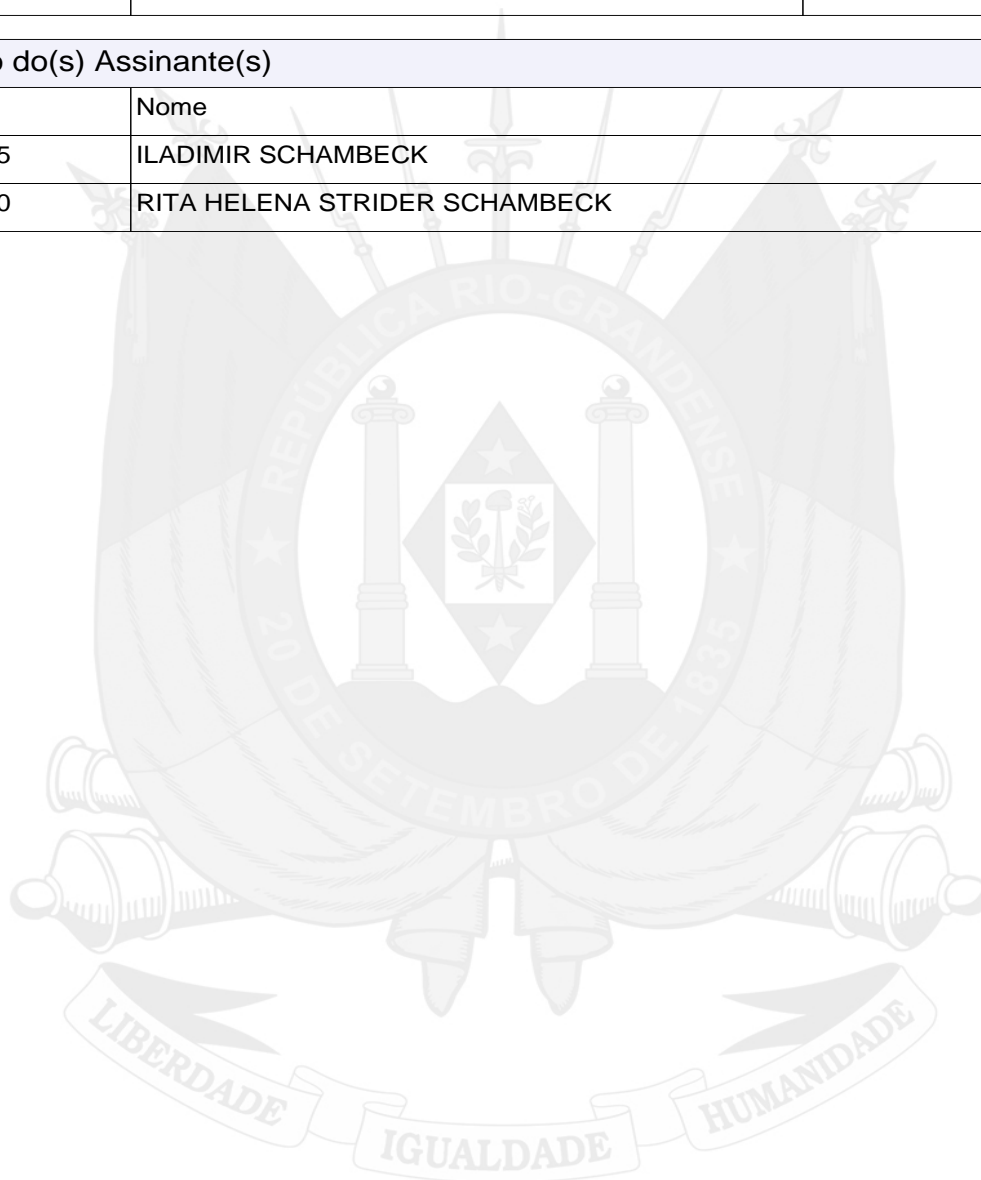 o do(s) Assinante(s)
Nome
5 ILADIMIR SCHAMBECK
0 RITA HELENA STRIDER SCHAMBECK
REPÚBLICA RIO-GRANDENSE
20 DE SETEMBRO DE 1835
LIBERDADE
IGUALDADE
HUMANIDADE